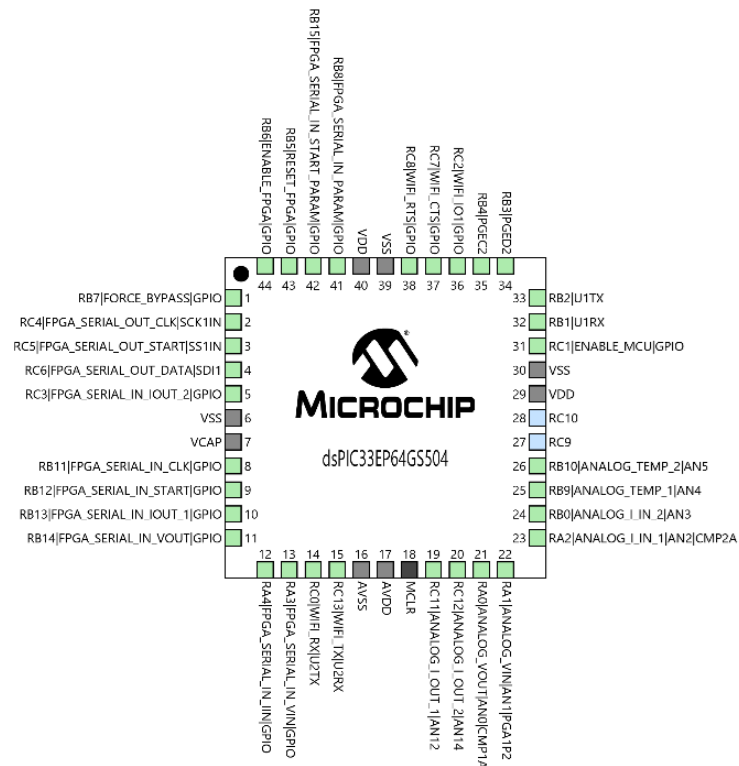 RB6|ENABLE_FPGA|GPIO
RB5|RESET_FPGA|GPIO
RB15|FPGA_SERIAL_IN_START_PARAM|GPIO
RB8|FPGA_SERIAL_IN_PARAM|GPIO
VDD
VSS
RC8|WIFI_RTS|GPIO
RC7|WIFI_CTS|GPIO
RC2|WIFI_IO1|GPIO
RB4|PGEC2
RB3|PGED2
44 43 42 41 40 39 38 37 36 35 34
RB7|FORCE_BYPASS|GPIO 1
RC4|FPGA_SERIAL_OUT_CLK|SCK1IN 2
RC5|FPGA_SERIAL_OUT_START|SS1IN 3
RC6|FPGA_SERIAL_OUT_DATA|SDI1 4
RC3|FPGA_SERIAL_IN_IOUT_2|GPIO 5
VSS 6
VCAP 7
RB11|FPGA_SERIAL_IN_CLK|GPIO 8
RB12|FPGA_SERIAL_IN_START|GPIO 9
RB13|FPGA_SERIAL_IN_IOUT_1|GPIO 10
RB14|FPGA_SERIAL_IN_VOUT|GPIO 11
MICROCHIP
dsPIC33EP64GS504
33 RB2|U1TX
32 RB1|U1RX
31 RC1|ENABLE_MCU|GPIO
30 VSS
29 VDD
28 RC10
27 RC9
26 RB10|ANALOG_TEMP_2|AN5
25 RB9|ANALOG_TEMP_1|AN4
24 RB0|ANALOG_I_IN_2|AN3
23 RA2|ANALOG_I_IN_1|AN2|CMP2A
12 13 14 15 16 17 18 19 20 21 22
RA4|FPGA_SERIAL_IN_IIN|GPIO
RA3|FPGA_SERIAL_IN_VIN|GPIO
RC0|WIFI_RX|U2TX
RC13|WIFI_TX|U2RX
AVSS
AVDD
MCLR
RC11|ANALOG_I_OUT_1|AN12
RC12|ANALOG_I_OUT_2|AN14
RA0|ANALOG_VOUT|AN0|CMP1A
RA1|ANALOG_VIN|AN1|PGA1P2